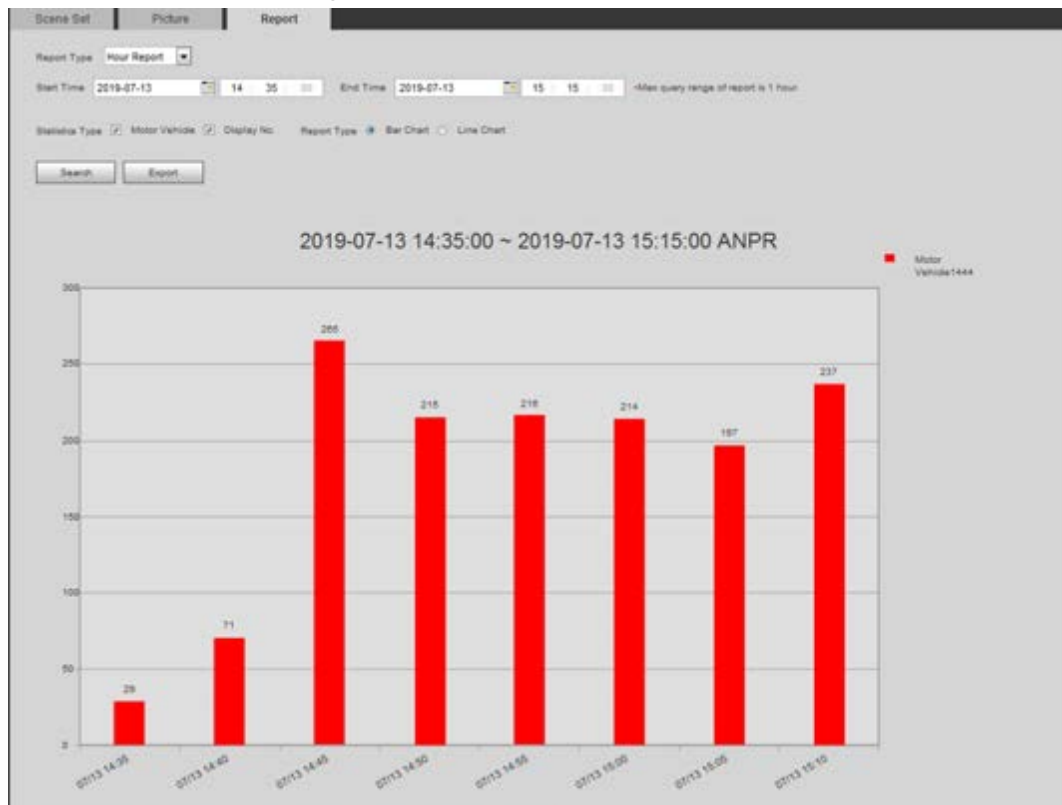 Scene Set Picture Report
Report Type Hour Report
Start Time 2019-07-13 14 : 35 : End Time 2019-07-13 15 : 15 : *Max query range of report is 1 hour.
Statistics Type Motor Vehicle Display No. Report Type Bar Chart Line Chart
Search Export
2019-07-13 14:35:00 ~ 2019-07-13 15:15:00 ANPR
Motor
Vehicle1444
300
250
200
150
100
50
0
28
71
266
215
216
214
197
237
07/13 14:35
07/13 14:40
07/13 14:45
07/13 14:50
07/13 14:55
07/13 15:00
07/13 15:05
07/13 15:10